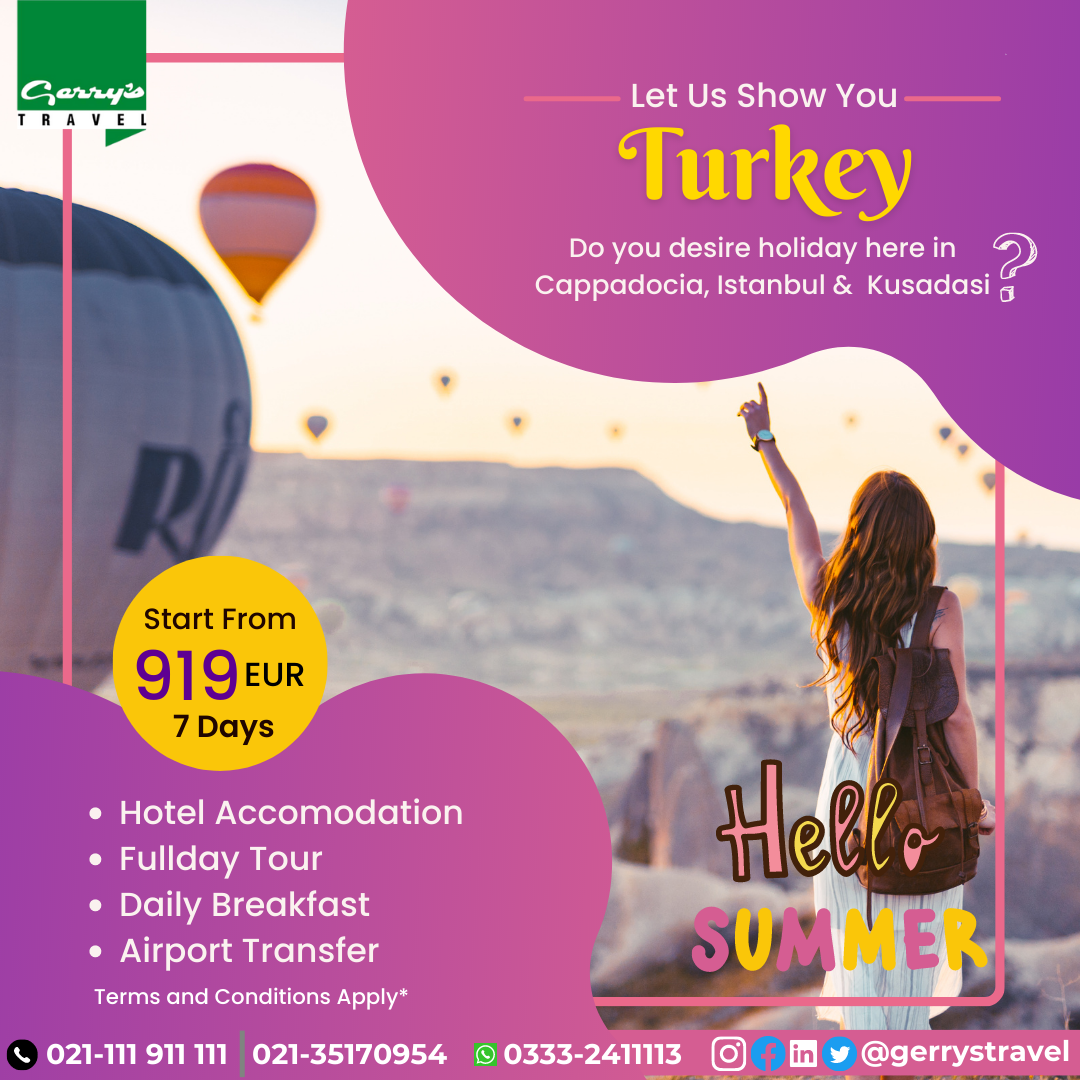 Gerry's
TRAVEL
Let Us Show You
Turkey
Do you desire holiday here in
Cappadocia, Istanbul & Kusadasi ?
Start From
919 EUR
7 Days
• Hotel Accomodation
• Fullday Tour
• Daily Breakfast
• Airport Transfer
Terms and Conditions Apply*
Hello
SUMMER
021-111 911 111 | 021-35170954 0333-2411113 @gerrystravel